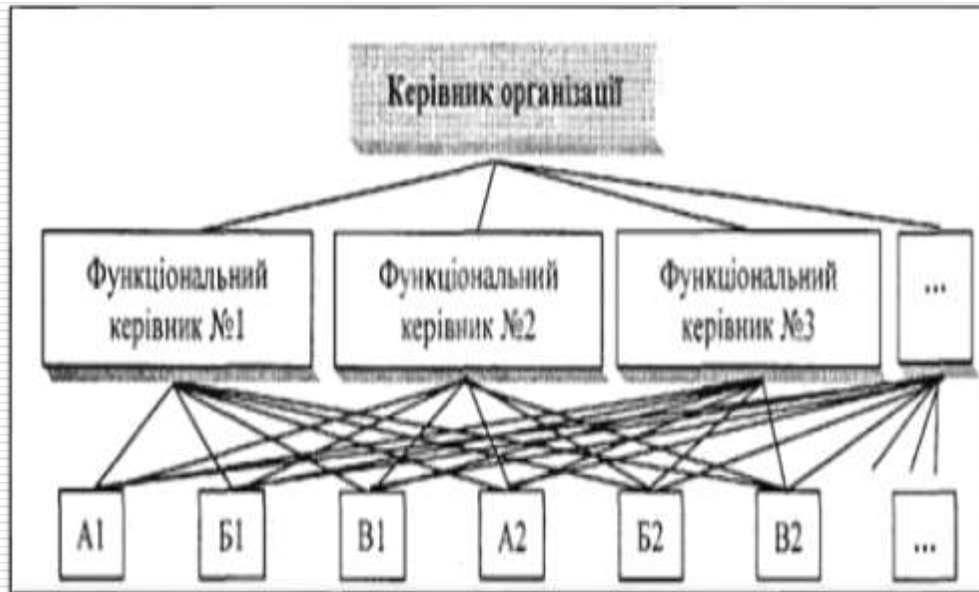 Керівник організації
Функціональний
керівник №1
Функціональний
керівник №2
Функціональний
керівник №3
...
А1
Б1
В1
А2
Б2
В2
...